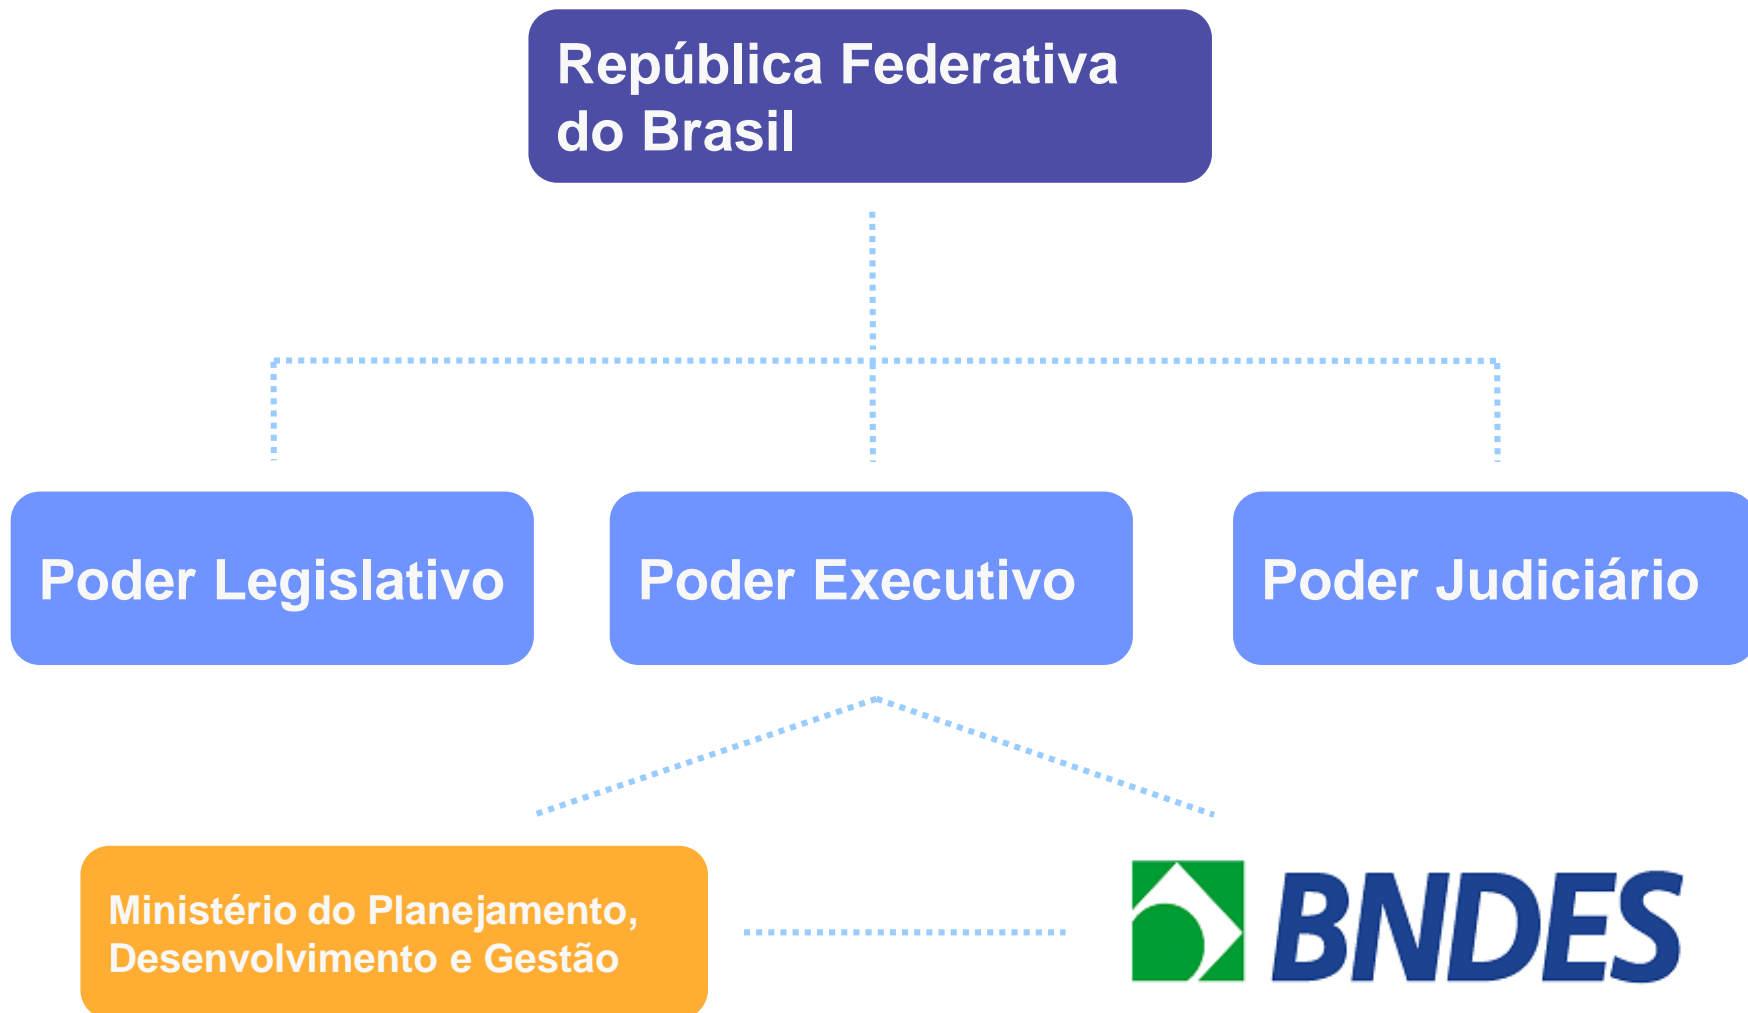 República Federativa
do Brasil
Poder Legislativo
Poder Executivo
Poder Judiciário
Ministério do Planejamento,
Desenvolvimento e Gestão
BNDES